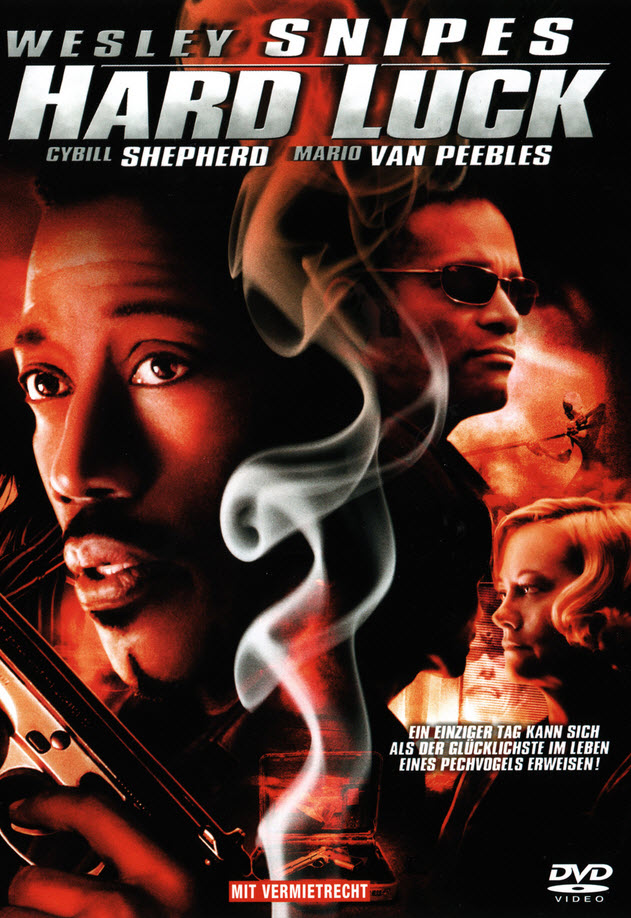 WESLEY SNIPES
HARD LUCK
CYBILL SHEPHERD MARIO VAN PEEBLES
EIN EINZIGER TAG KANN SICH
ALS DER GLÜCKLICHSTE IM LEBEN
EINES PECHVOGELS ERWEISEN!
MIT VERMIETRECHT
DVD
VIDEO